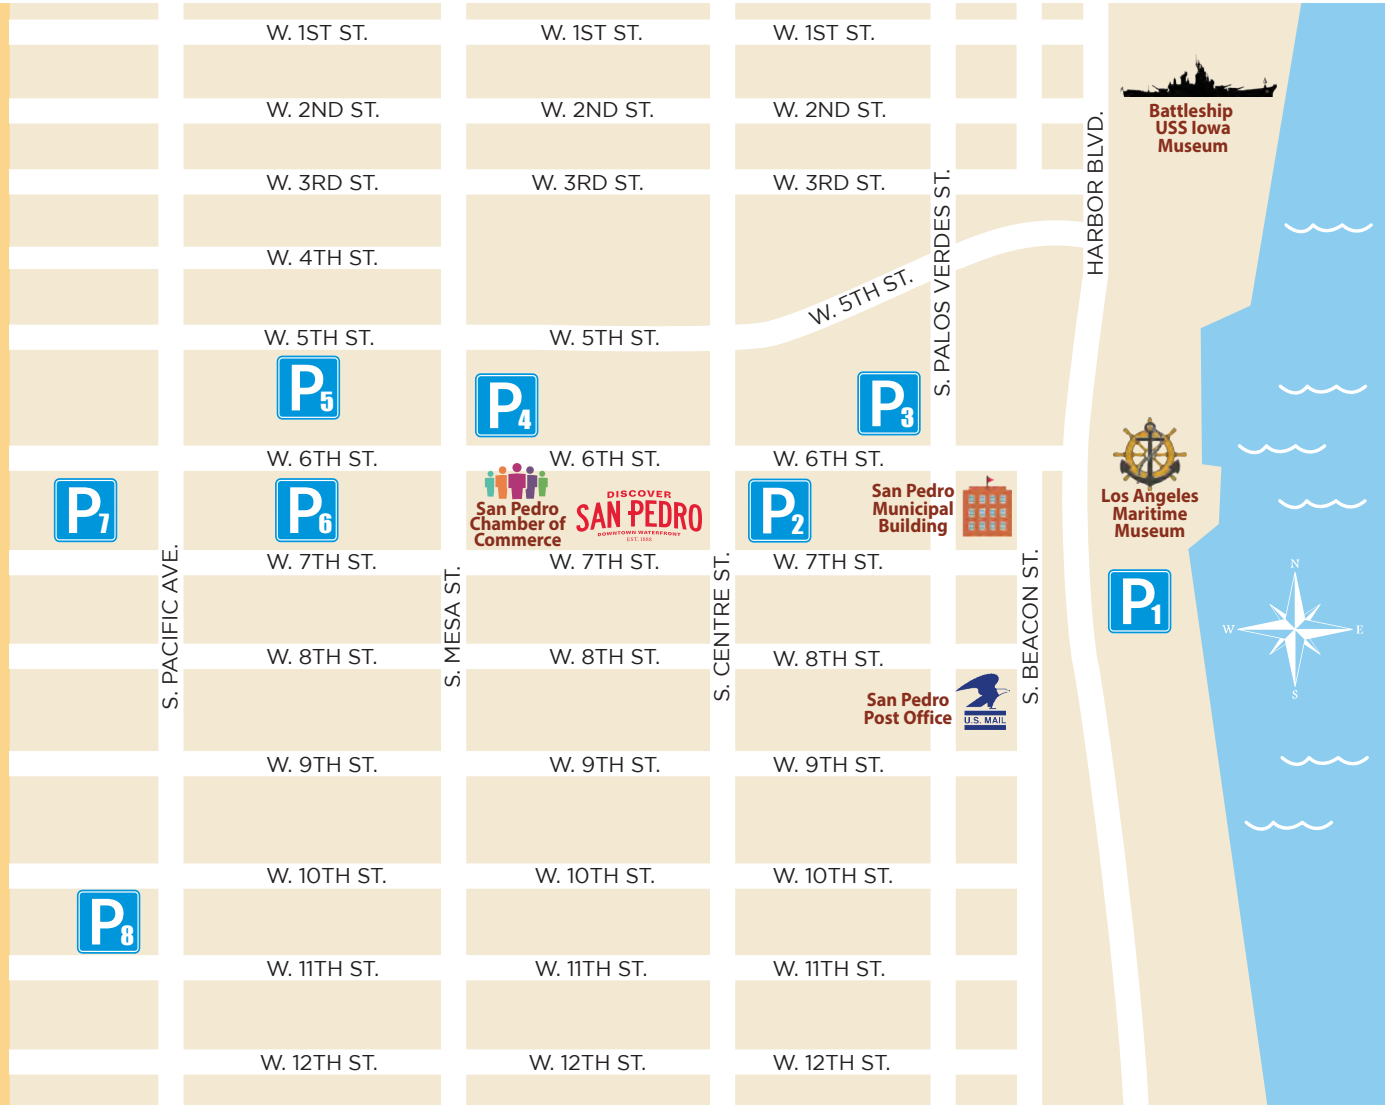 W. 1ST ST.
W. 1ST ST.
W. 1ST ST.
W. 2ND ST.
W. 2ND ST.
W. 2ND ST.
Battleship
USS Iowa
Museum
HARBOR BLVD.
W. 3RD ST.
W. 3RD ST.
W. 3RD ST.
S. PALOS VERDES ST.
W. 4TH ST.
W. 5TH ST.
W. 5TH ST.
W. 5TH ST.
P5
P4
P3
W. 6TH ST.
W. 6TH ST.
W. 6TH ST.
P7
P6
San Pedro
Chamber of
Commerce
DISCOVER
SAN PEDRO
DOWNTOWN WATERFRONT
EST. 1888
P2
San Pedro
Municipal
Building
Los Angeles
Maritime
Museum
W. 7TH ST.
W. 7TH ST.
W. 7TH ST.
S. PACIFIC AVE.
S. MESA ST.
S. CENTRE ST.
S. BEACON ST.
P1
N
W
E
S
W. 8TH ST.
W. 8TH ST.
W. 8TH ST.
San Pedro
Post Office
U.S. MAIL
W. 9TH ST.
W. 9TH ST.
W. 9TH ST.
W. 10TH ST.
W. 10TH ST.
W. 10TH ST.
P8
W. 11TH ST.
W. 11TH ST.
W. 11TH ST.
W. 12TH ST.
W. 12TH ST.
W. 12TH ST.